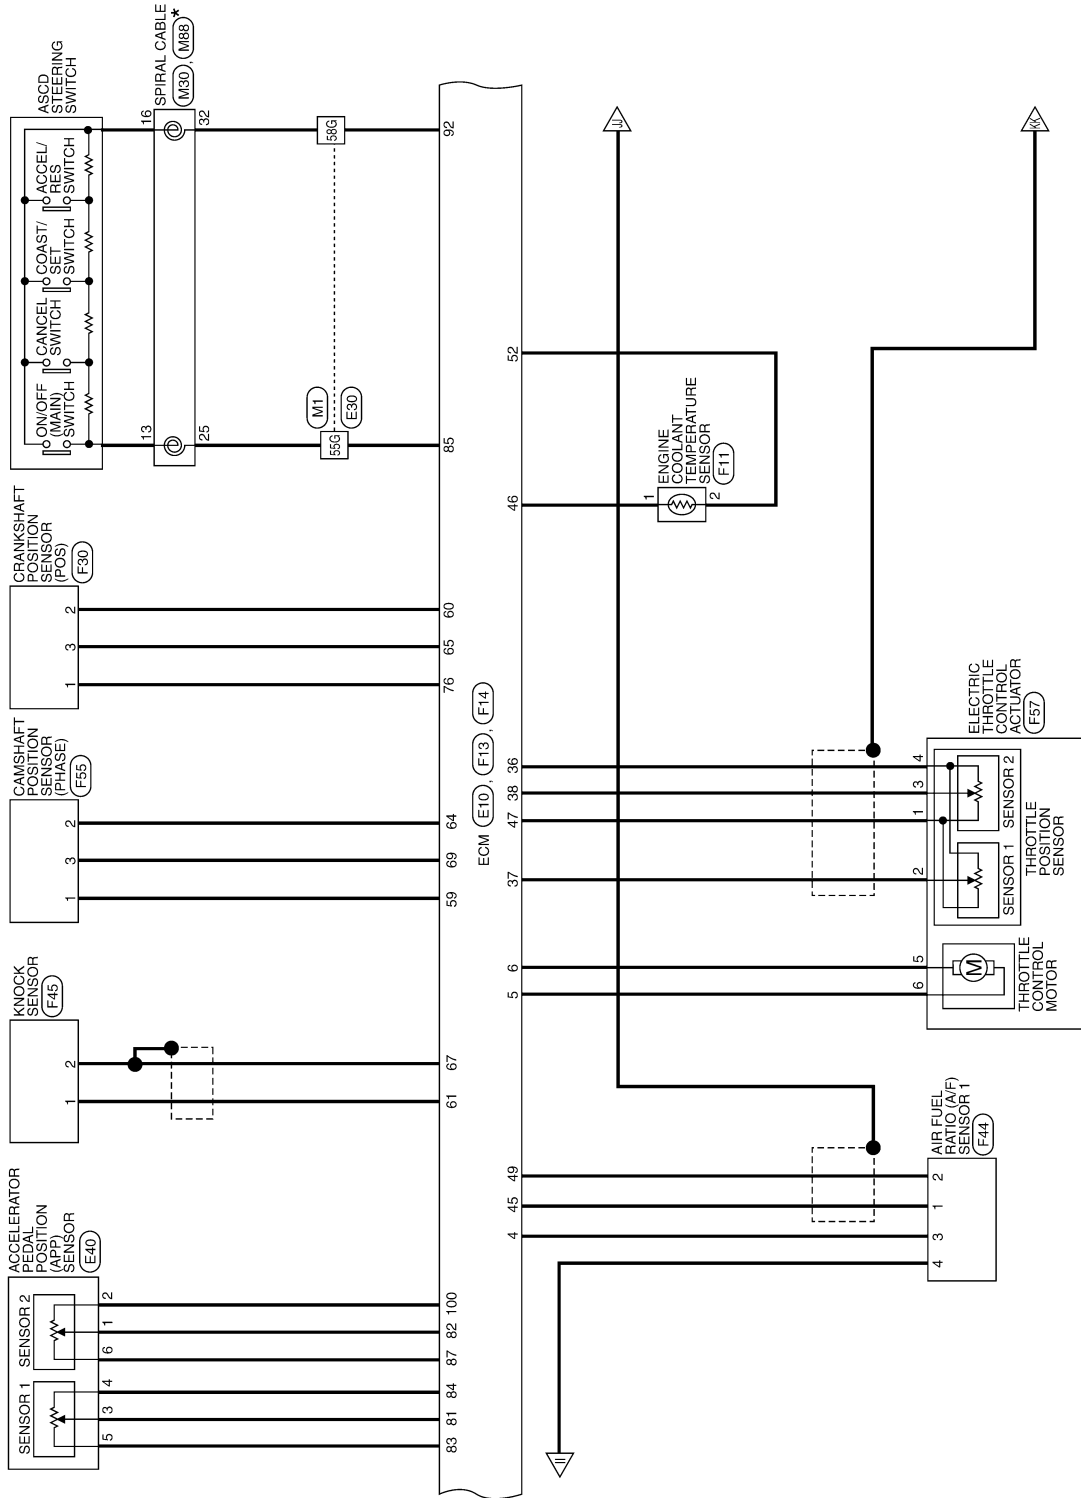 ACCELERATOR
PEDAL
POSITION
(APP)
SENSOR
E40
SENSOR 1
SENSOR 2
5
3
4
6
1
2
83
81
84
87
82
100
KNOCK
SENSOR
F45
1
2
61
67
CAMSHAFT
POSITION
SENSOR
(PHASE)
F55
1
3
2
59
69
64
CRANKSHAFT
POSITION
SENSOR
(POS)
F30
1
3
2
76
65
60
ASCD
STEERING
SWITCH
ON/OFF
(MAIN)
SWITCH
CANCEL
SWITCH
COAST/
SET
SWITCH
ACCEL/
RES
SWITCH
13
16
SPIRAL CABLE
M30 , M88 *
25
32
M1
55G
58G
E30
85
92
ECM E10 , F13 , F14
4
45
49
5
6
37
47
38
36
46
52
II
JJ
KK
4
3
1
2
AIR FUEL
RATIO (A/F)
SENSOR 1
F44
6
5
2
1
3
4
M
THROTTLE
CONTROL
MOTOR
SENSOR 1
SENSOR 2
THROTTLE
POSITION
SENSOR
ELECTRIC
THROTTLE
CONTROL
ACTUATOR
F57
1
2
ENGINE
COOLANT
TEMPERATURE
SENSOR
F11